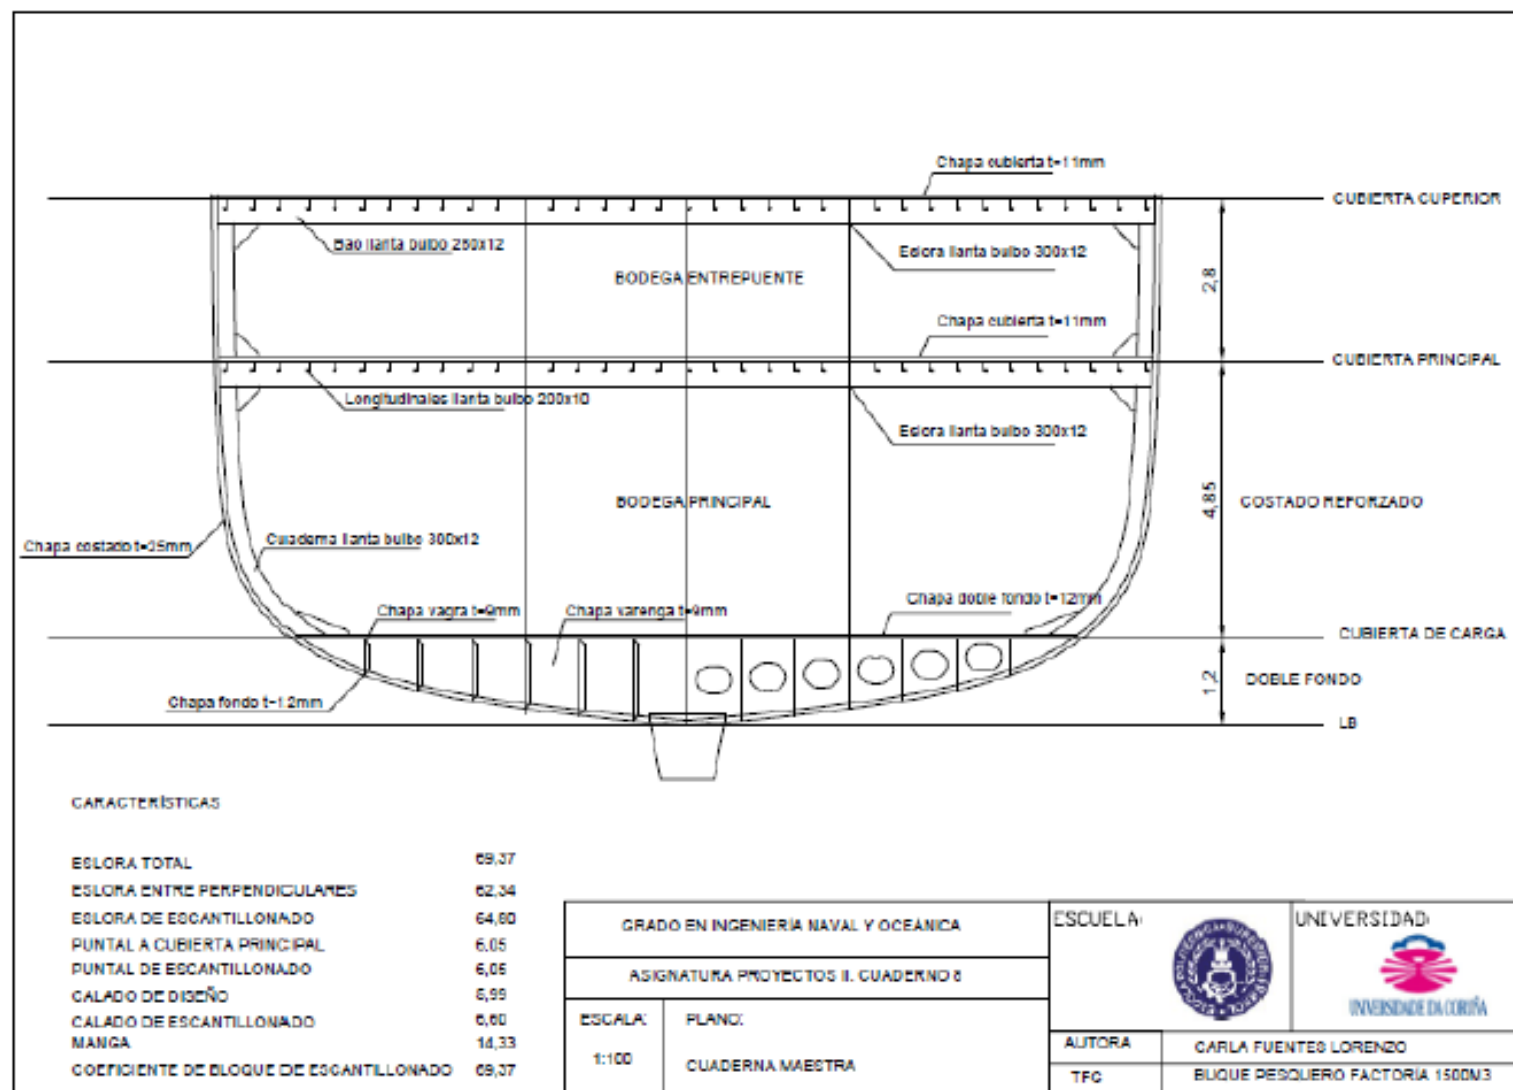 Chapa cubierta t=11mm
CUBIERTA CUPERIOR
Bao llanta bulbo 250x12
Eslora llanta bulbo 300x12
BODEGA ENTREPUENTE
2,8
Chapa cubierta t=11mm
CUBIERTA PRINCIPAL
Longitudinales llanta bulbo 200x10
Eslora llanta bulbo 300x12
BODEGA PRINCIPAL
4,85
COSTADO REFORZADO
Chapa costado t=25mm
Cuaderna llanta bulbo 300x12
Chapa vagra t=9mm
Chapa varenga t=9mm
Chapa doble fondo t=12mm
CUBIERTA DE CARGA
1,2
DOBLE FONDO
Chapa fondo t=12mm
LB
CARACTERÍSTICAS
ESLORA TOTAL 69,37
ESLORA ENTRE PERPENDICULARES 62,34
ESLORA DE ESCANTILLONADO 64,80
PUNTAL A CUBIERTA PRINCIPAL 6,05
PUNTAL DE ESCANTILLONADO 6,05
CALADO DE DISEÑO 5,99
CALADO DE ESCANTILLONADO 6,60
MANGA 14,33
COEFICIENTE DE BLOQUE DE ESCANTILLONADO 69,37
GRADO EN INGENIERÍA NAVAL Y OCEÁNICA
ASIGNATURA PROYECTOS II. CUADERNO 8
ESCALA:
1:100
PLANO:
CUADERNA MAESTRA
ESCUELA:
UNIVERSIDAD:
UNIVERSIDADE DA CORUÑA
AUTORA
CARLA FUENTES LORENZO
TFG
BUQUE PESQUERO FACTORÍA 1500M3